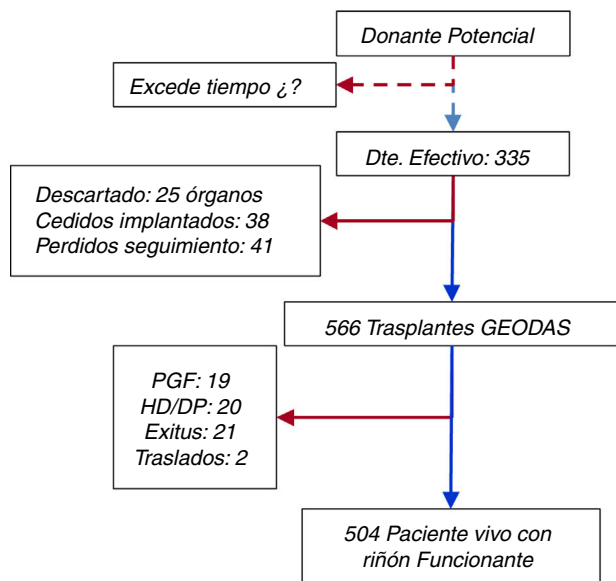 Donante Potencial
Excede tiempo ¿?
Dte. Efectivo: 335
Descartado: 25 órganos
Cedidos implantados: 38
Perdidos seguimiento: 41
566 Trasplantes GEODAS
PGF: 19
HD/DP: 20
Exitus: 21
Traslados: 2
504 Paciente vivo con
riñón Funcionante